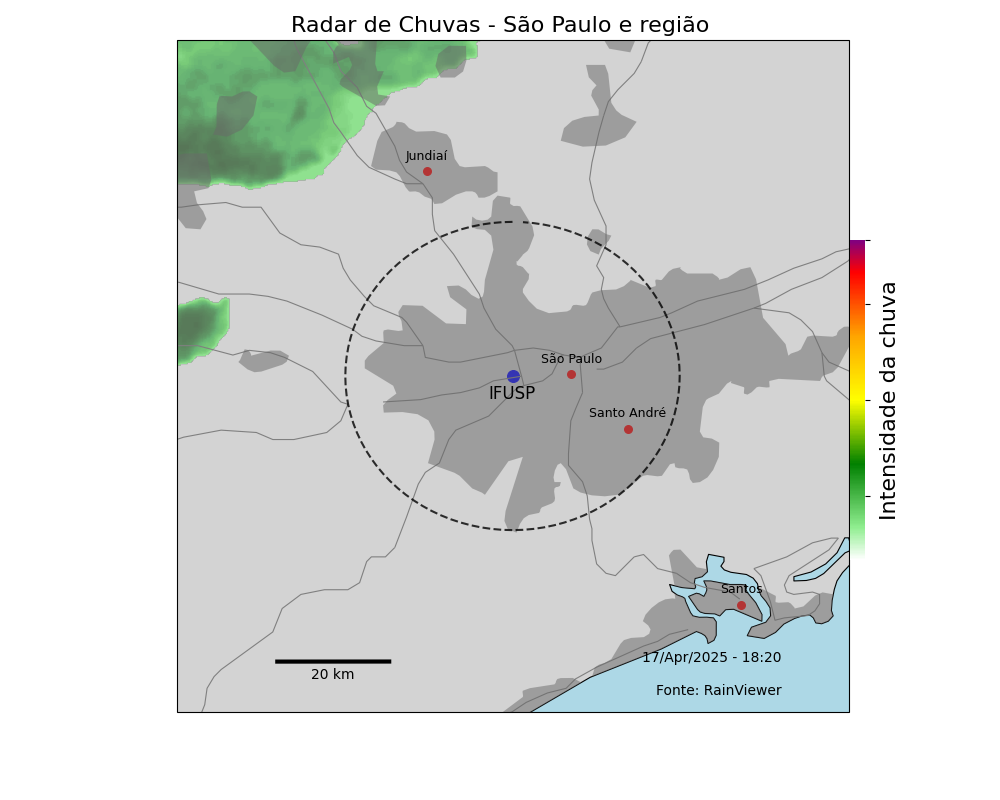 Radar de Chuvas - São Paulo e região
Jundiaí
São Paulo
IFUSP
Santo André
Intensidade da chuva
Santos
17/Apr/2025 - 18:20
20 km
Fonte: RainViewer